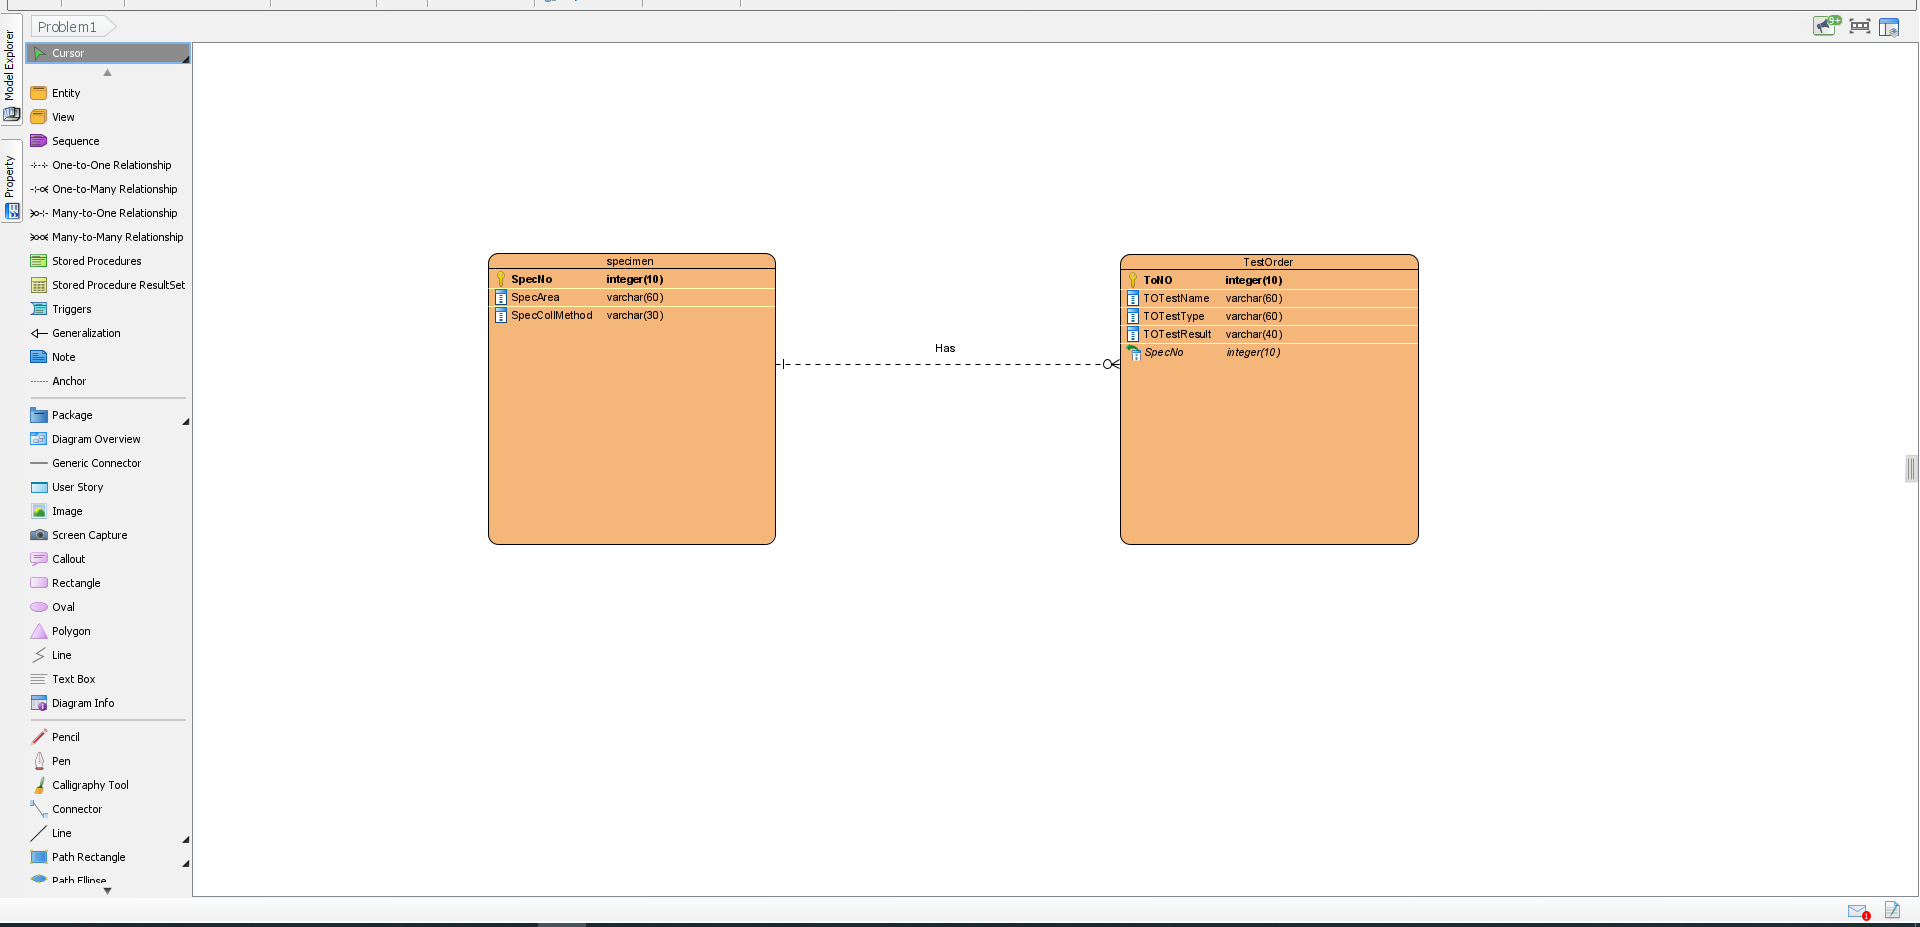 Problem1
9+
Model Explorer
Property
Cursor
Entity
View
Sequence
One-to-One Relationship
One-to-Many Relationship
Many-to-One Relationship
Many-to-Many Relationship
Stored Procedures
Stored Procedure ResultSet
Triggers
Generalization
Note
Anchor
Package
Diagram Overview
Generic Connector
User Story
Image
Screen Capture
Callout
Rectangle
Oval
Polygon
Line
Text Box
Diagram Info
Pencil
Pen
Calligraphy Tool
Connector
Line
Path Rectangle
Path Ellipse
specimen
SpecNo integer(10)
SpecArea varchar(60)
SpecCollMethod varchar(30)
Has
TestOrder
ToNO integer(10)
TOTestName varchar(60)
TOTestType varchar(60)
TOTestResult varchar(40)
SpecNo integer(10)
1